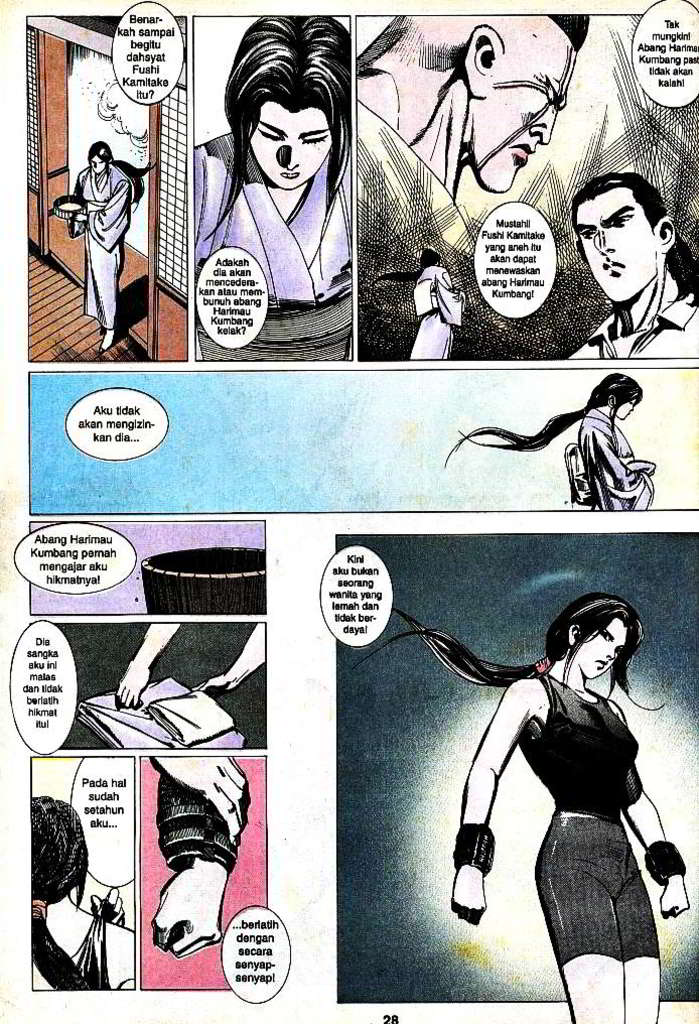 Benar-
kah sampai
begitu
dahsyat
Fushi
Kamitake
itu?
Adakah
dia akan
mencedera-
kan atau mem-
bunuh abang
Harimau
Kumbang
kelak?
Tak
mungkin!
Abang Harimau
Kumbang pasti
tidak akan
kalah!
Mustahil
Fushi Kamitake
yang aneh itu
akan dapat
menewaskan
abang Harimau
Kumbang!
Aku tidak
akan mengizin-
kan dia...
Abang Harimau
Kumbang pernah
mengajar aku
hikmatnya!
Dia
sangka
aku ini
malas
dan tidak
berlatih
hikmat
itu!
Pada hal
sudah
setahun
aku...
...berlatih
dengan
secara
senyap-
senyap!
Kini
aku bukan
seorang
wanita yang
lemah dan
tidak ber-
daya!
28